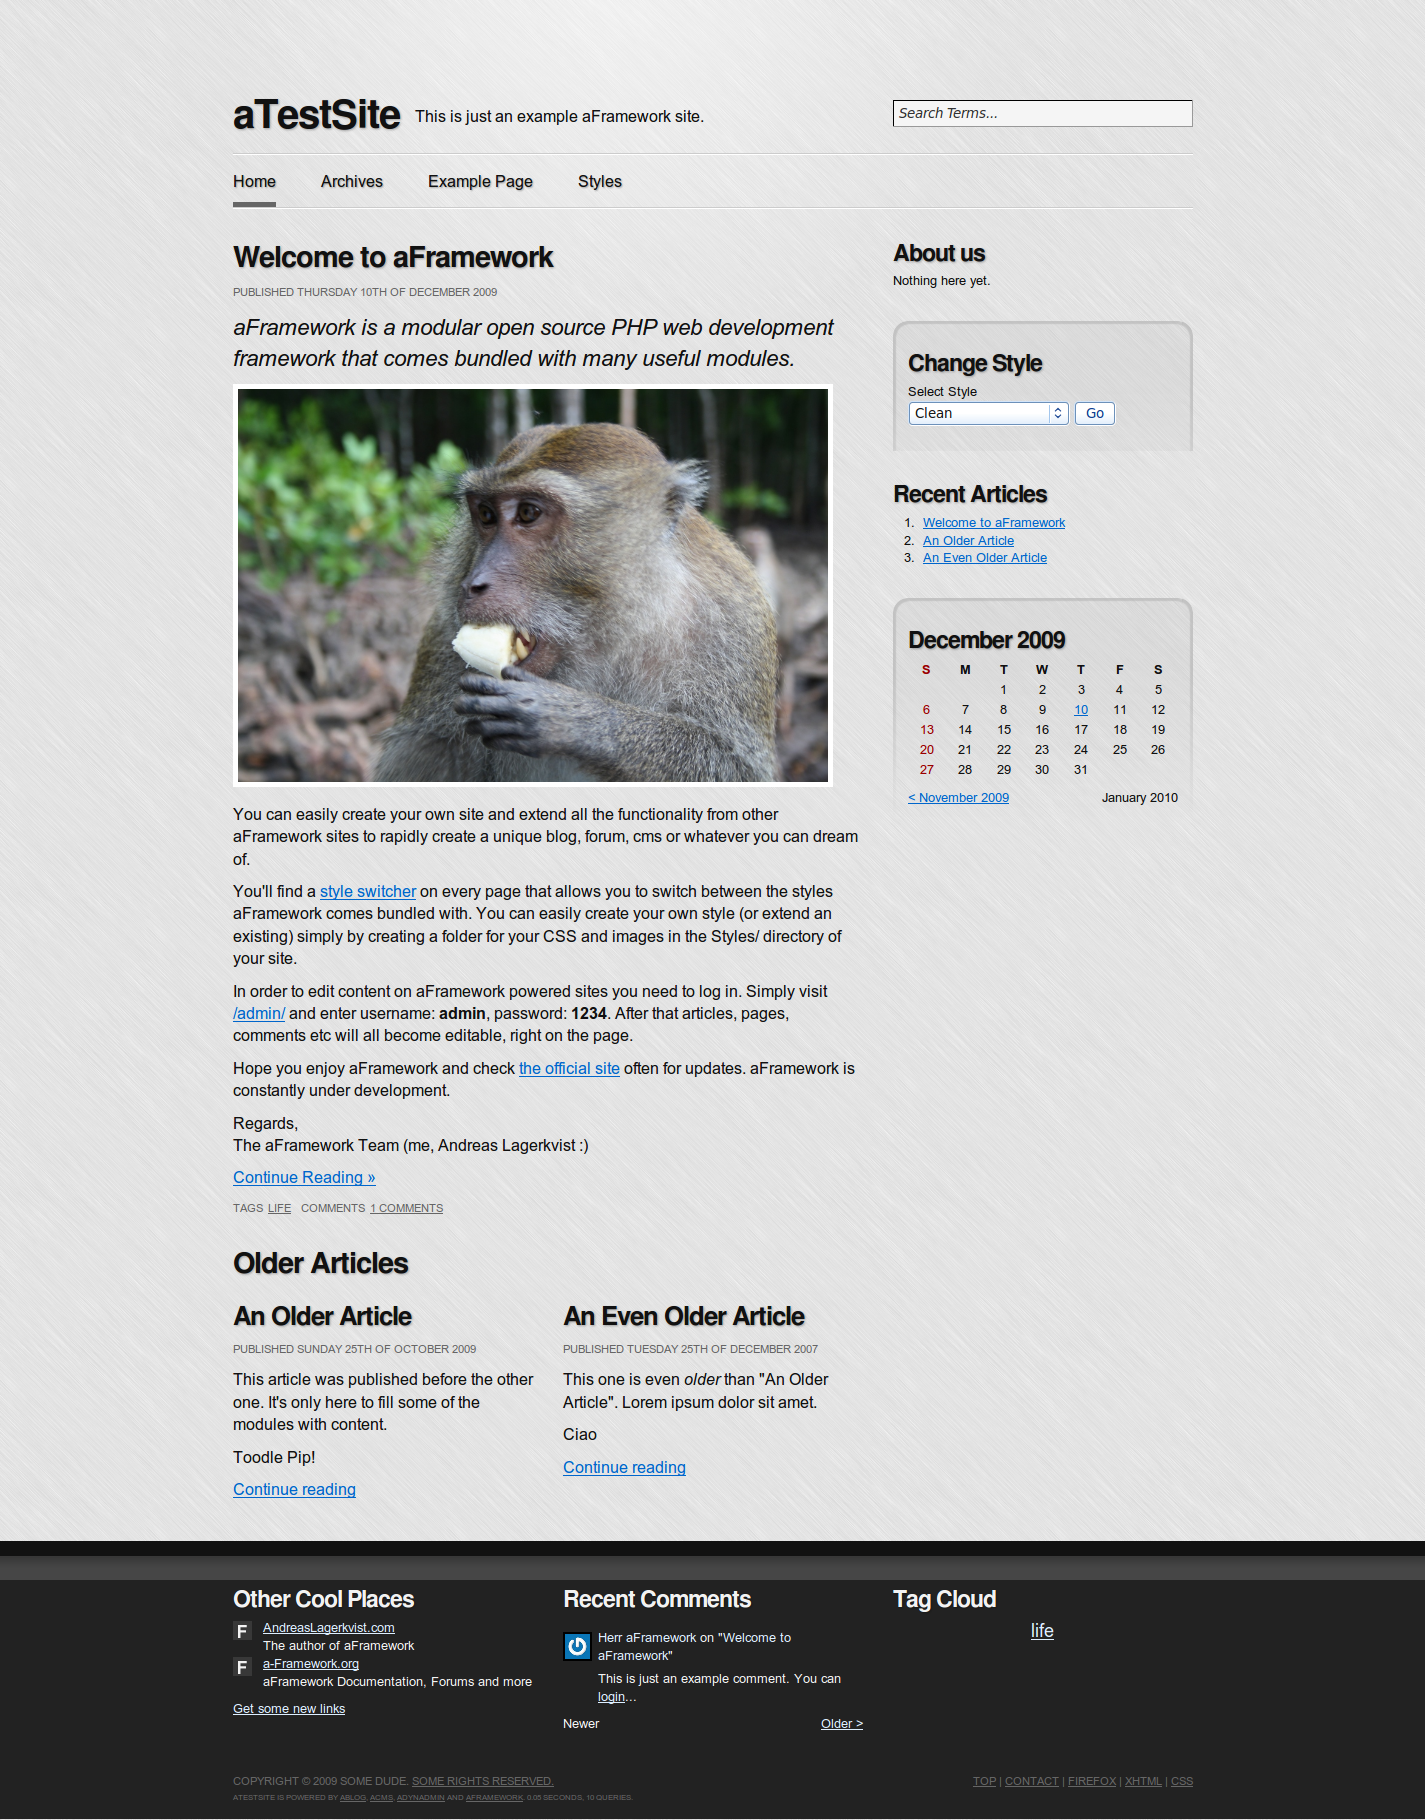 aTestSite
This is just an example aFramework site.
Search Terms...
Home
Archives
Example Page
Styles
Welcome to aFramework
PUBLISHED THURSDAY 10TH OF DECEMBER 2009
aFramework is a modular open source PHP web development
framework that comes bundled with many useful modules.
You can easily create your own site and extend all the functionality from other
aFramework sites to rapidly create a unique blog, forum, cms or whatever you can dream
of.
You'll find a style switcher on every page that allows you to switch between the styles
aFramework comes bundled with. You can easily create your own style (or extend an
existing) simply by creating a folder for your CSS and images in the Styles/ directory of
your site.
In order to edit content on aFramework powered sites you need to log in. Simply visit
/admin/ and enter username: admin, password: 1234. After that articles, pages,
comments etc will all become editable, right on the page.
Hope you enjoy aFramework and check the official site often for updates. aFramework is
constantly under development.
Regards,
The aFramework Team (me, Andreas Lagerkvist :)
Continue Reading »
TAGS LIFE COMMENTS 1 COMMENTS
About us
Nothing here yet.
Change Style
Select Style
Clean
Go
Recent Articles
1. Welcome to aFramework
2. An Older Article
3. An Even Older Article
December 2009
S M T W T F S
1 2 3 4 5
6 7 8 9 10 11 12
13 14 15 16 17 18 19
20 21 22 23 24 25 26
27 28 29 30 31
< November 2009
January 2010
Older Articles
An Older Article
PUBLISHED SUNDAY 25TH OF OCTOBER 2009
This article was published before the other
one. It's only here to fill some of the
modules with content.
Toodle Pip!
Continue reading
An Even Older Article
PUBLISHED TUESDAY 25TH OF DECEMBER 2007
This one is even older than "An Older
Article". Lorem ipsum dolor sit amet.
Ciao
Continue reading
Other Cool Places
F AndreasLagerkvist.com
The author of aFramework
F a-Framework.org
aFramework Documentation, Forums and more
Get some new links
Recent Comments
Herr aFramework on "Welcome to
aFramework"
This is just an example comment. You can
login...
Newer
Older >
Tag Cloud
life
COPYRIGHT © 2009 SOME DUDE. SOME RIGHTS RESERVED.
ATESTSITE IS POWERED BY ABLOG, ACMS, ADYNADMIN AND AFRAMEWORK. 0.05 SECONDS, 10 QUERIES.
TOP | CONTACT | FIREFOX | XHTML | CSS